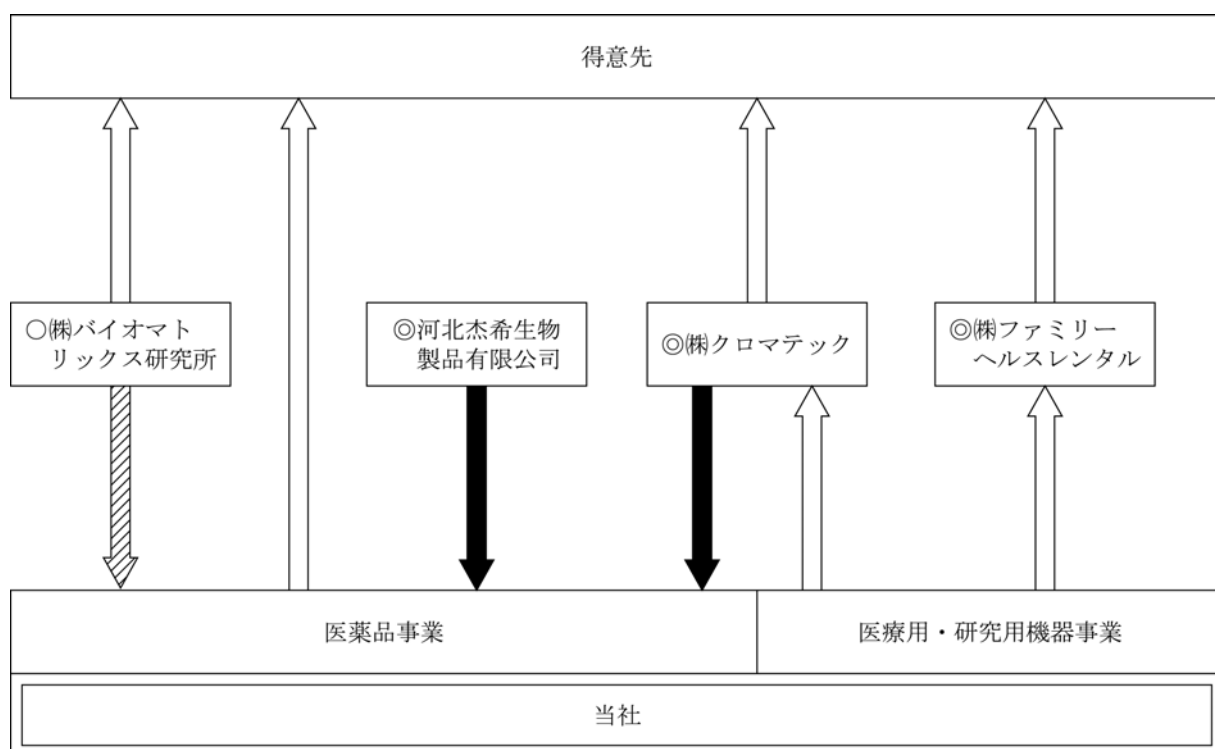 得意先
○㈱バイオマト
リックス研究所
◎河北杰希生物
製品有限公司
◎㈱クロマテック
◎㈱ファミリー
ヘルスレンタル
医薬品事業
医療用・研究用機器事業
当社